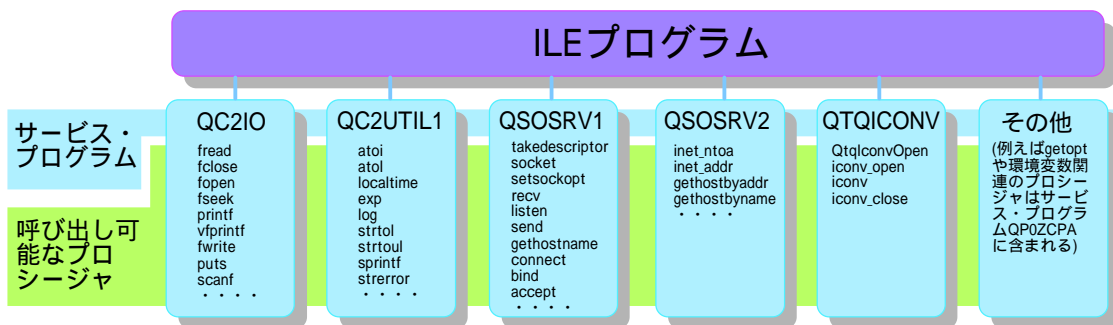 ILEプログラム
サービス・
プログラム
呼び出し可
能なプロ
シージャ
QC2IO
fread
fclose
fopen
fseek
printf
vfprintf
fwrite
puts
scanf
・・・・
QC2UTIL1
atoi
atol
localtime
exp
log
strtol
strtoul
sprintf
strerror
・・・・
QSOSRV1
takedescriptor
socket
setsockopt
recv
listen
send
gethostname
connect
bind
accept
・・・・
QSOSRV2
inet_ntoa
inet_addr
gethostbyaddr
gethostbyname
・・・・
QTQICONV
QtqIconvOpen
iconv_open
iconv
iconv_close
その他
(例えばgetopt
や環境変数関
連のプロシー
ジャはサービ
ス・プログラ
ムQP0ZCPA
に含まれる)